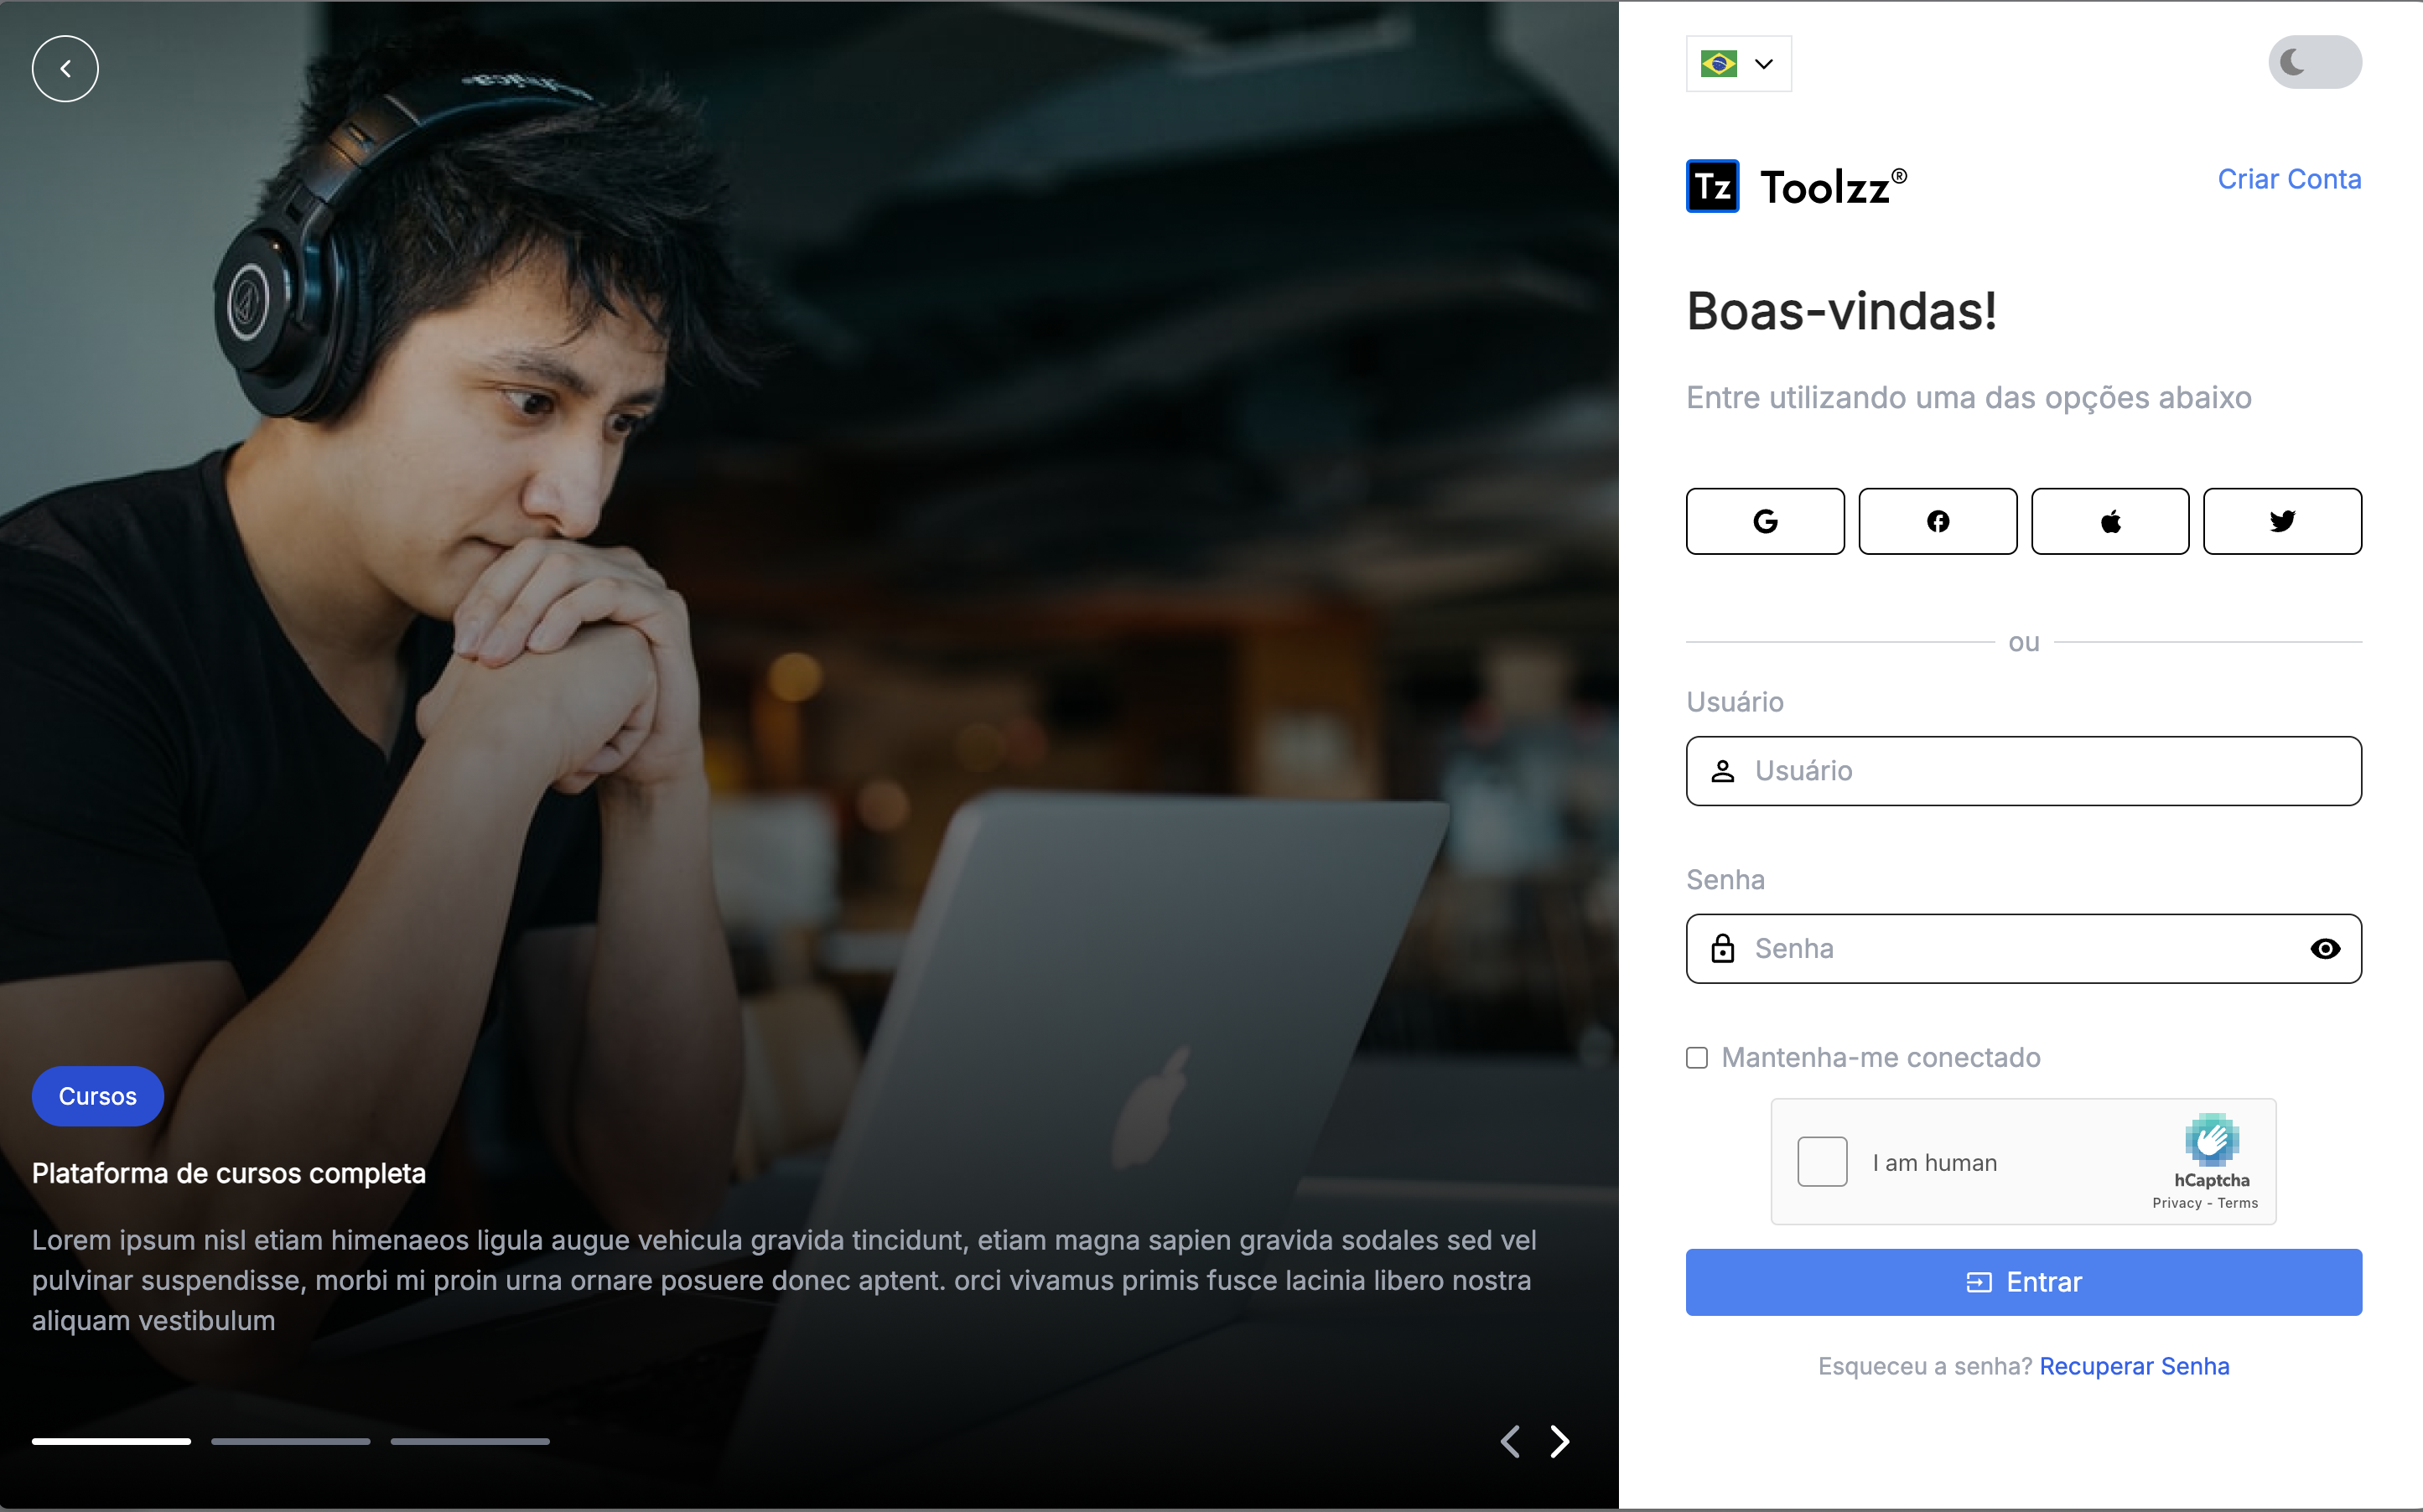 Cursos
Plataforma de cursos completa
Lorem ipsum nisl etiam himenaeos ligula augue vehicula gravida tincidunt, etiam magna sapien gravida sodales sed vel
pulvinar suspendisse, morbi mi proin urna ornare posuere donec aptent. orci vivamus primis fusce lacinia libero nostra
aliquam vestibulum
Tz Toolzz®
Criar Conta
Boas-vindas!
Entre utilizando uma das opções abaixo
ou
Usuário
Usuário
Senha
Senha
Mantenha-me conectado
I am human
hCaptcha
Privacy - Terms
Entrar
Esqueceu a senha? Recuperar Senha